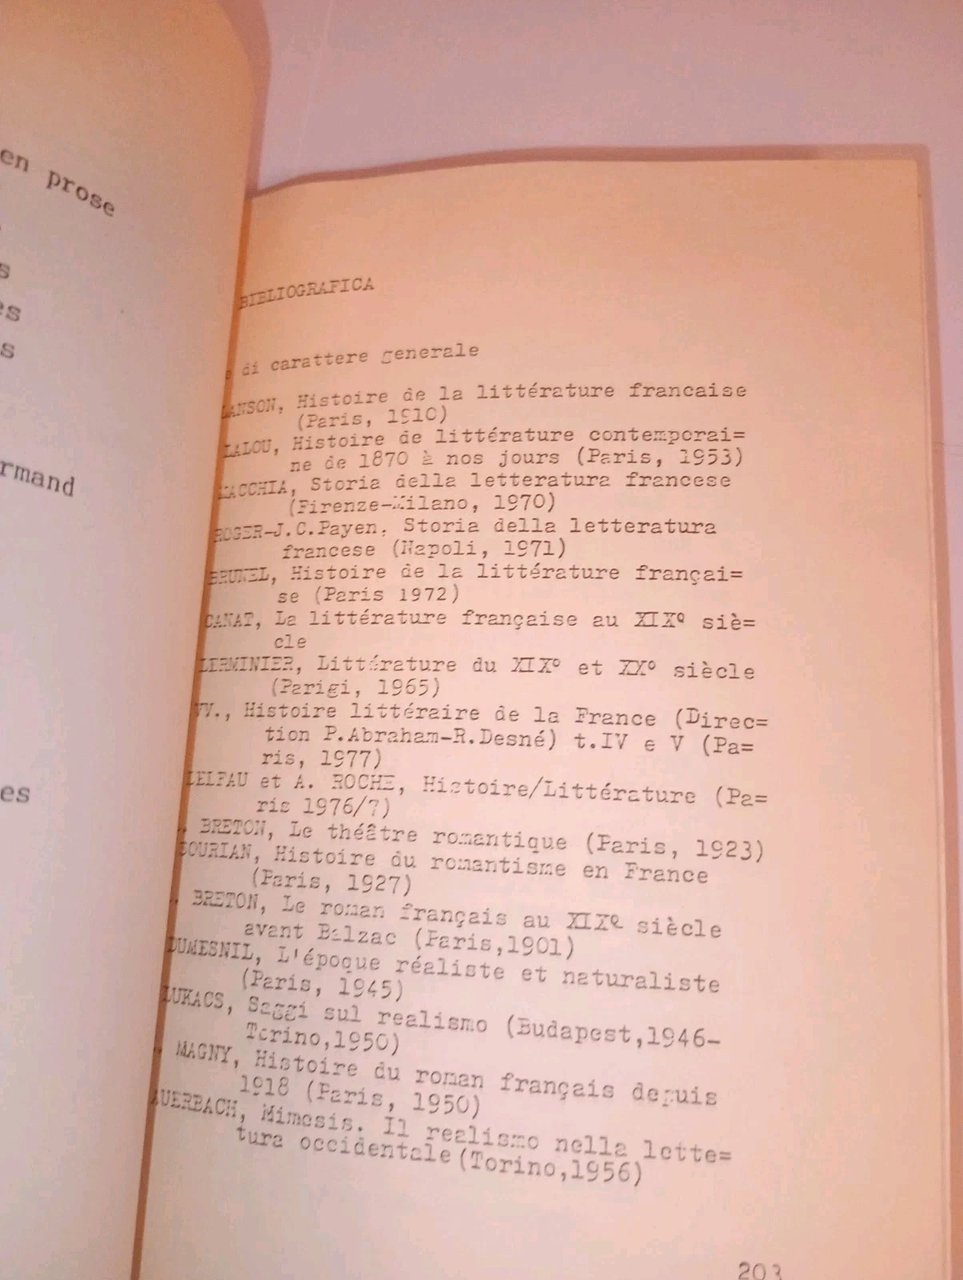 en prose
s
es
s
rmand
es
BIBLIOGRAFICA
di carattere generale
LANSON, Histoire de la littérature francaise
(Paris, 1910)
LALOU, Histoire de littérature contemporai=
ne de 1870 à nos jours (Paris, 1953)
MACCHIA, Storia della letteratura francese
(Firenze-Milano, 1970)
ROGER-J.C.Payen. Storia della letteratura
francese (Napoli, 1971)
BRUNEL, Histoire de la littérature françai=
se (Paris 1972)
CANAT, La littérature française au XIXº siè=
cle
LERMINIER, Littérature du XIXº et XXº siècle
(Parigi, 1965)
VV., Histoire littéraire de la France (Direc=
tion P.Abraham-R.Desné) t.IV e V (Pa=
ris, 1977)
DELFAU et A. ROCHE, Histoire/Littérature (Pa=
ris 1976/7)
BRETON, Le théâtre romantique (Paris, 1923)
SOURIAN, Histoire du romantisme en France
(Paris, 1927)
BRETON, Le roman français au XIXº siècle
avant Balzac (Paris,1901)
DUMESNIL, L'époque réaliste et naturaliste
(Paris, 1945)
LUKACS, Saggi sul realismo (Budapest,1946-
Torino,1950)
MAGNY, Histoire du roman français depuis
1918 (Paris, 1950)
AUERBACH, Mimesis. Il realismo nella lette=
tura occidentale (Torino,1956)
203